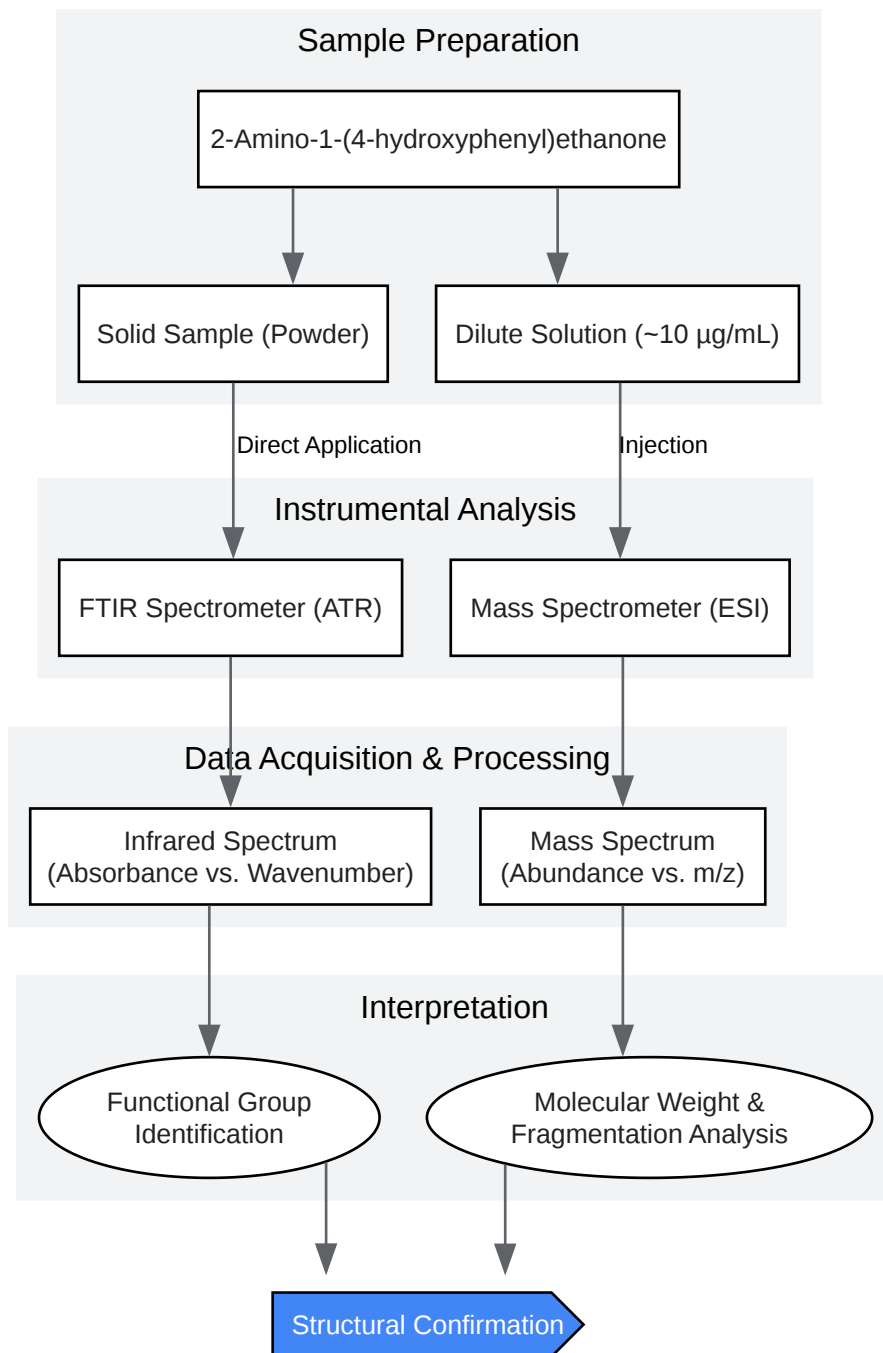 Sample Preparation
2-Amino-1-(4-hydroxyphenyl)ethanone
Solid Sample (Powder)
Dilute Solution (~10 µg/mL)
Direct Application
Injection
Instrumental Analysis
FTIR Spectrometer (ATR)
Mass Spectrometer (ESI)
Data Acquisition & Processing
Infrared Spectrum
(Absorbance vs. Wavenumber)
Mass Spectrum
(Abundance vs. m/z)
Interpretation
Functional Group
Identification
Molecular Weight &
Fragmentation Analysis
Structural Confirmation